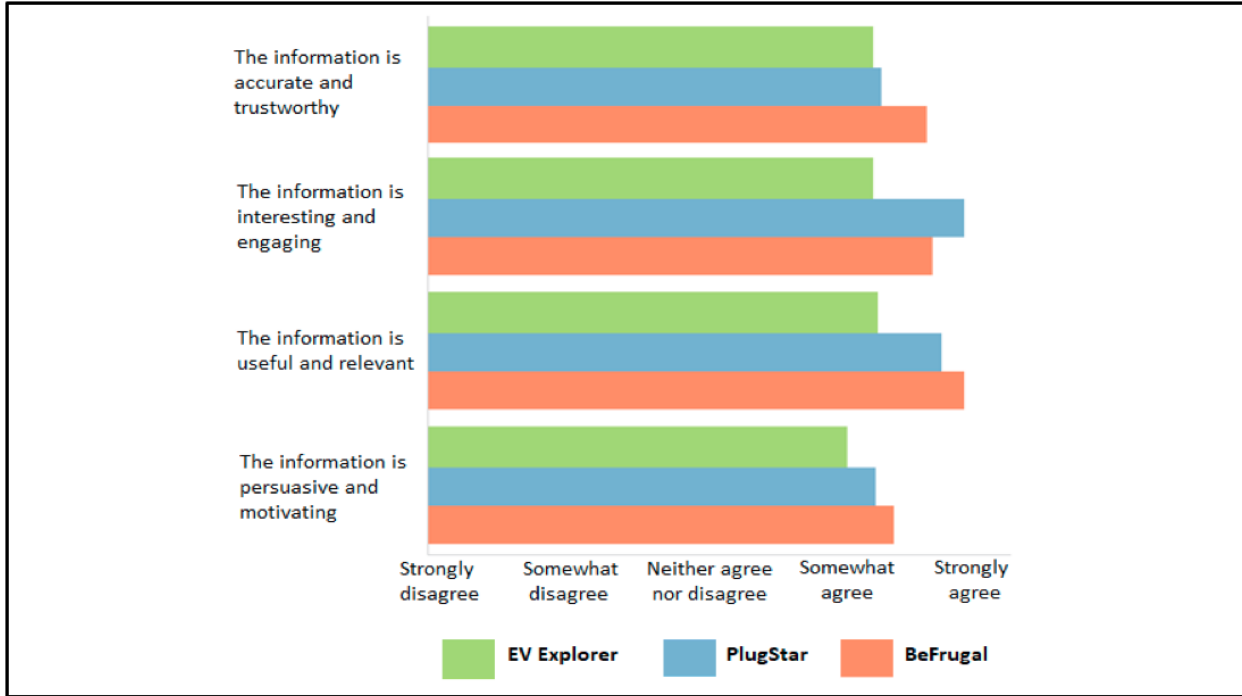 The information is
accurate and
trustworthy
The information is
interesting and
engaging
The information is
useful and relevant
The information is
persuasive and
motivating
Strongly disagree
Somewhat disagree
Neither agree nor disagree
Somewhat agree
Strongly agree
EV Explorer
PlugStar
BeFrugal